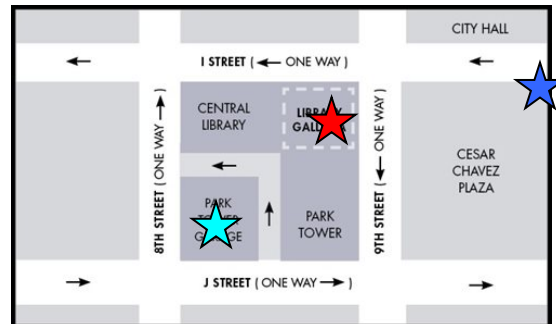 CITY HALL
I STREET (← ONE WAY)
CENTRAL
LIBRARY
LIBRARY
8TH STREET (ONE WAY →)
9TH STREET (← ONE WAY)
CESAR
CHAVEZ
PLAZA
PARK
PARK
TOWER
J STREET (ONE WAY →)